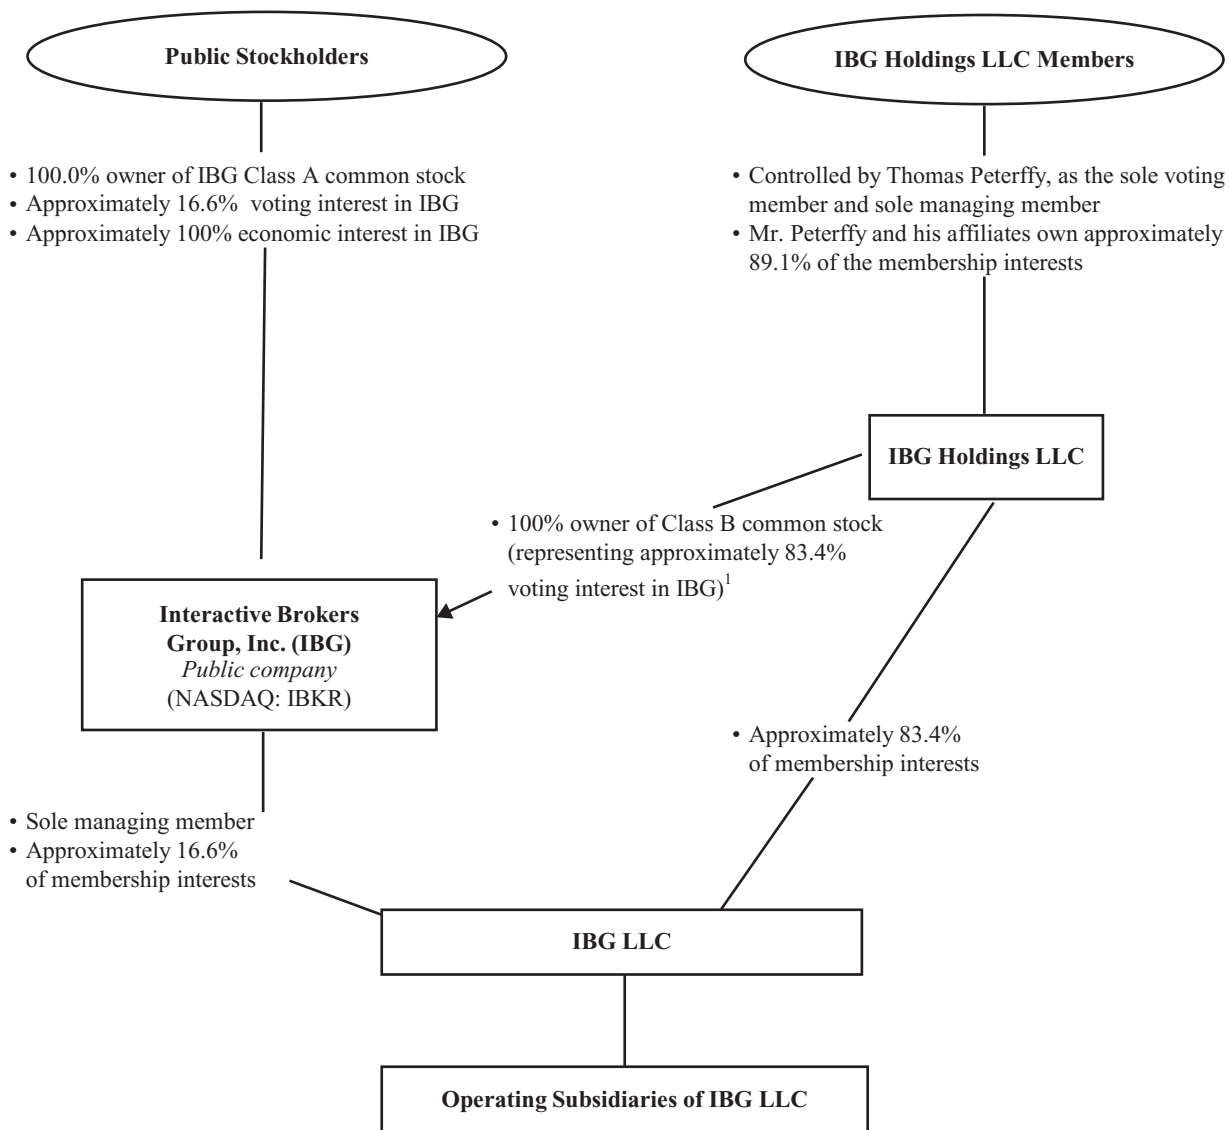 Public Stockholders
IBG Holdings LLC Members
• 100.0% owner of IBG Class A common stock
• Approximately 16.6% voting interest in IBG
• Approximately 100% economic interest in IBG
• Controlled by Thomas Peterffy, as the sole voting
member and sole managing member
• Mr. Peterffy and his affiliates own approximately
89.1% of the membership interests
IBG Holdings LLC
• 100% owner of Class B common stock
(representing approximately 83.4%
voting interest in IBG)¹
Interactive Brokers
Group, Inc. (IBG)
Public company
(NASDAQ: IBKR)
• Approximately 83.4%
of membership interests
• Sole managing member
• Approximately 16.6%
of membership interests
IBG LLC
Operating Subsidiaries of IBG LLC